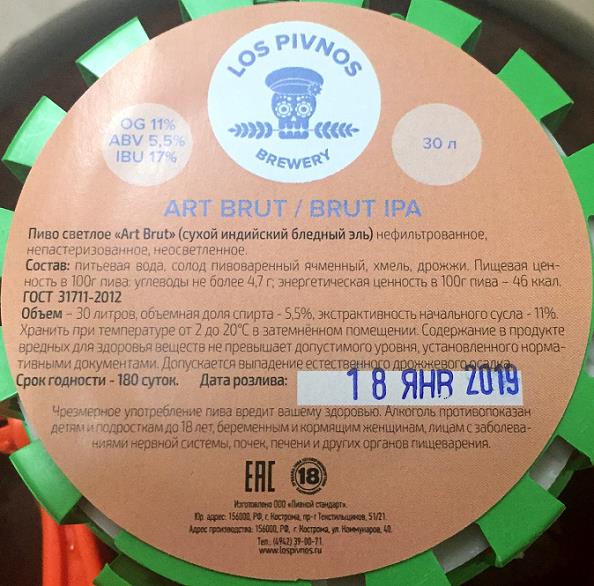 LOS PIVNOS
BREWERY
OG 11%
ABV 5,5%
IBU 17%
30 л
ART BRUT / BRUT IPA
Пиво светлое «Art Brut» (сухой индийский бледный эль) нефильтрованное,
непастеризованное, неосветленное.
Состав: питьевая вода, солод пивоваренный ячменный, хмель, дрожжи. Пищевая цен-
ность в 100г пива: углеводы не более 4,7 г; энергетическая ценность в 100г пива – 46 ккал.
ГОСТ 31711-2012
Объем – 30 литров, объемная доля спирта - 5,5%, экстрактивность начального сусла - 11%.
Хранить при температуре от 2 до 20°С в затемнённом помещении. Содержание в продукте
вредных для здоровья веществ не превышает допустимого уровня, установленного норма-
тивными документами. Допускается выпадение естественного дрожжевого осадка.
Срок годности - 180 суток. Дата розлива: 18 ЯНВ 2019
Чрезмерное употребление пива вредит вашему здоровью. Алкоголь противопоказан
детям и подросткам до 18 лет, беременным и кормящим женщинам, лицам с заболева-
ниями нервной системы, почек, печени и других органов пищеварения.
EAC 18
Изготовлено ООО «Пивной стандарт».
Юр. адрес: 156000, РФ, г. Кострома, пр-т Текстильщиков, 51/21.
Адрес производства: 156000, РФ, г. Кострома, ул. Коммунаров, 40.
Тел.: (4942) 39-00-71.
www.lospivnos.ru